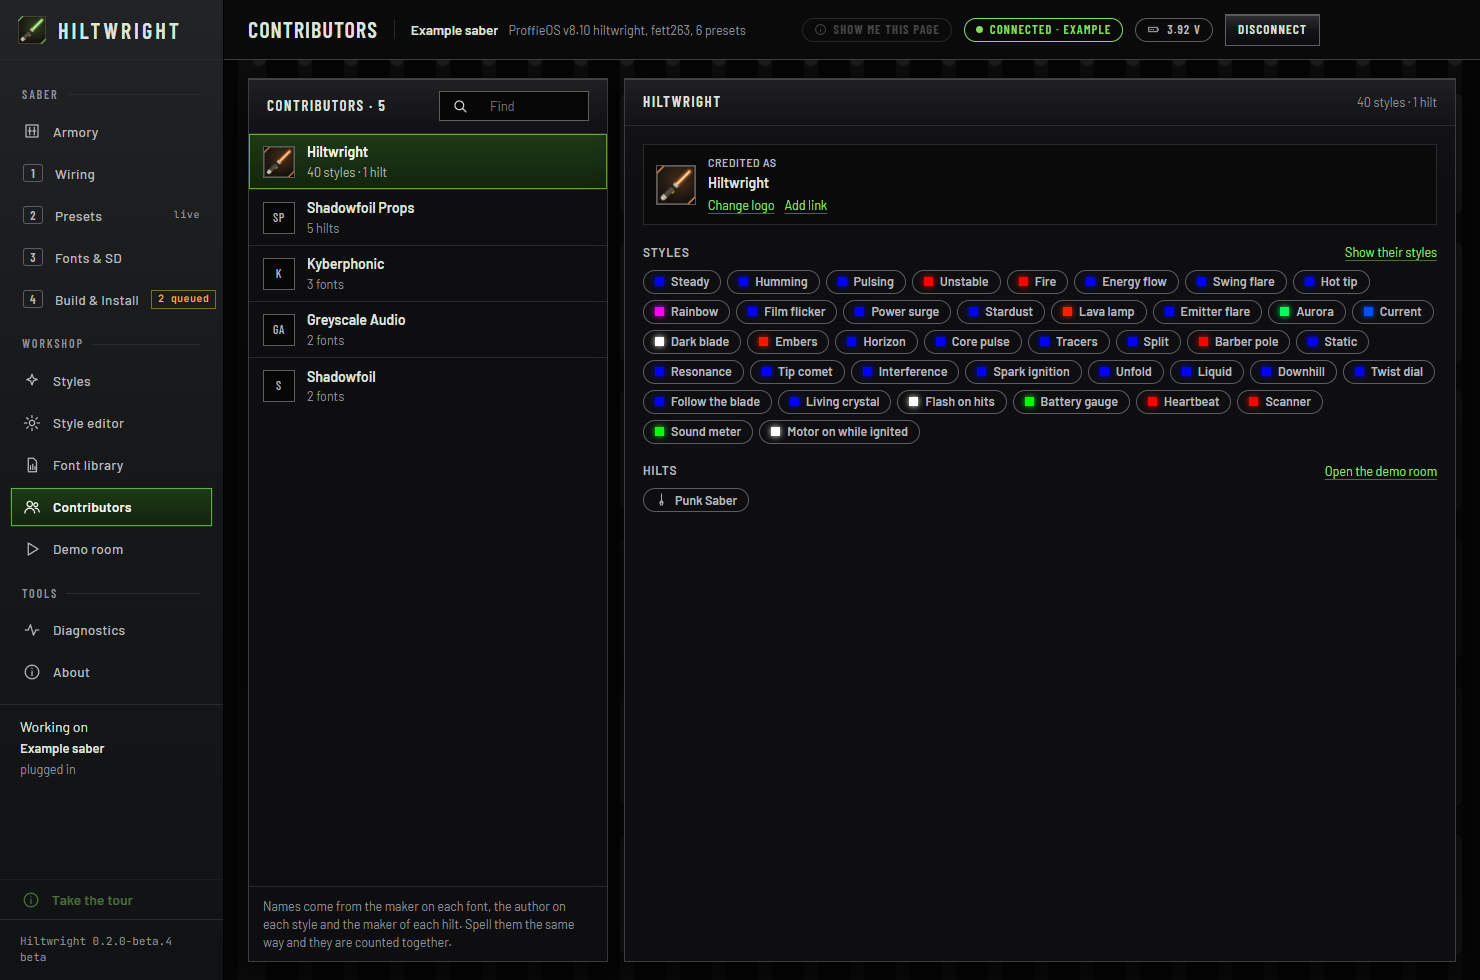 HILTWRIGHT
SABER
Armory
1 Wiring
2 Presets live
3 Fonts & SD
4 Build & Install 2 queued
WORKSHOP
Styles
Style editor
Font library
Contributors
Demo room
TOOLS
Diagnostics
About
Working on
Example saber
plugged in
Take the tour
Hiltwright 0.2.0-beta.4
beta
CONTRIBUTORS Example saber ProffieOS v8.10 hiltwright, fett263, 6 presets SHOW ME THIS PAGE CONNECTED · EXAMPLE 3.92 V DISCONNECT
CONTRIBUTORS · 5 Find
Hiltwright
40 styles · 1 hilt
SP Shadowfoil Props
5 hilts
K Kyberphonic
3 fonts
GA Greyscale Audio
2 fonts
S Shadowfoil
2 fonts
Names come from the maker on each font, the author on
each style and the maker of each hilt. Spell them the same
way and they are counted together.
HILTWRIGHT 40 styles · 1 hilt
CREDITED AS
Hiltwright
Change logo Add link
STYLES Show their styles
Steady Humming Pulsing Unstable Fire Energy flow Swing flare Hot tip
Rainbow Film flicker Power surge Stardust Lava lamp Emitter flare Aurora Current
Dark blade Embers Horizon Core pulse Tracers Split Barber pole Static
Resonance Tip comet Interference Spark ignition Unfold Liquid Downhill Twist dial
Follow the blade Living crystal Flash on hits Battery gauge Heartbeat Scanner
Sound meter Motor on while ignited
HILTS Open the demo room
Punk Saber